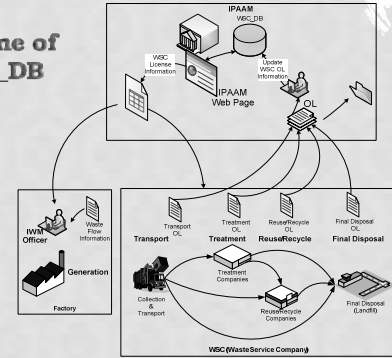 ne of
_DB
IPAAM
WSC_DB
WSC
License
Information
Update
WSC OL
Information
IPAAM
Web Page
OL
IWM
Officer
Waste
Flow
Information
Generation
Factory
Transport
OL
Treatment
OL
Reuse/Recycle
OL
Final Disposal
OL
Transport
Treatment
Reuse/Recycle
Final Disposal
Treatment
Companies
Collection
&
Transport
Reuse/Recycle
Companies
Final Disposal
(Landfill)
WSC(WasteService Company)